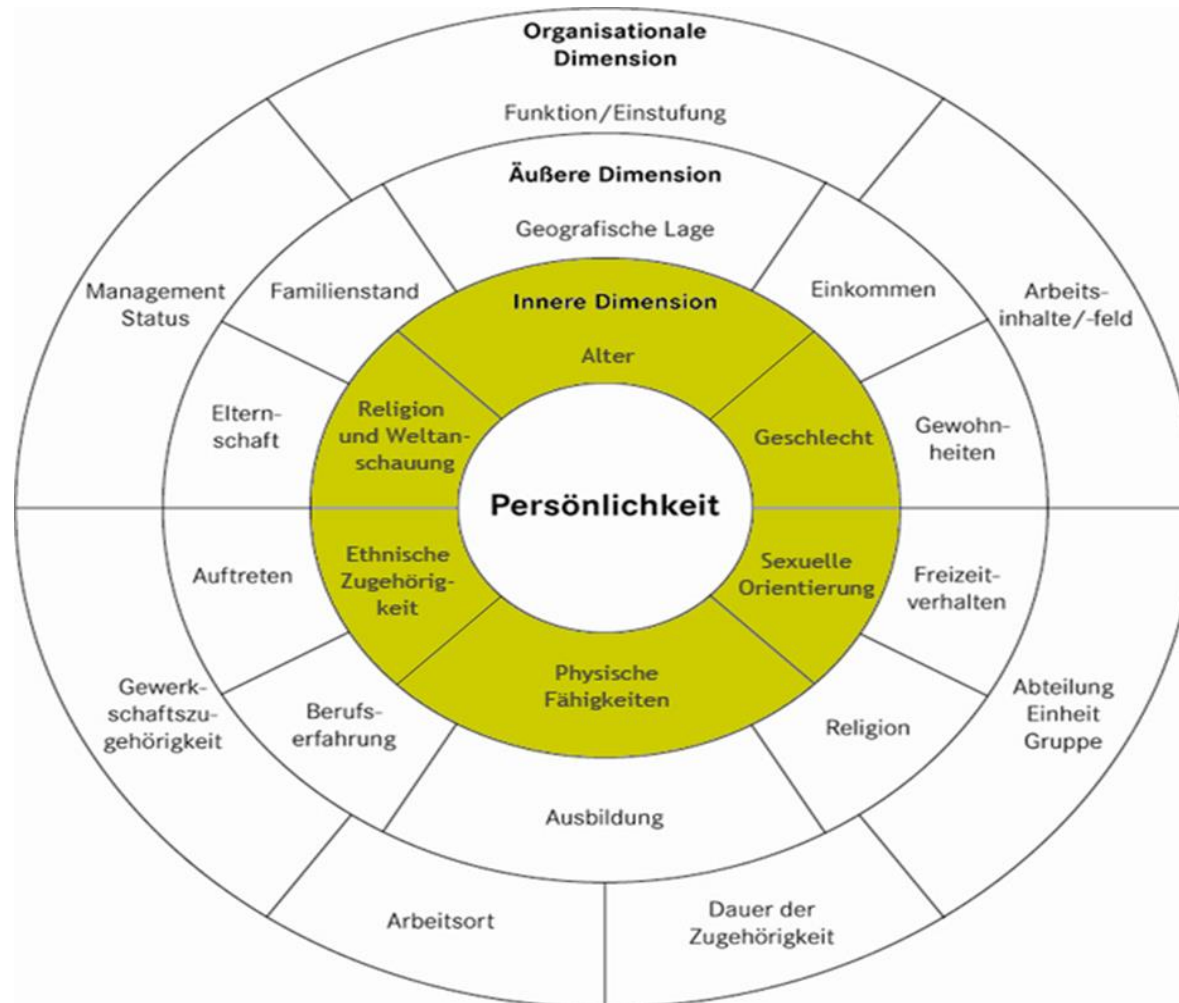 Organisationale
Dimension
Funktion/Einstufung
Äußere Dimension
Geografische Lage
Management
Status
Familienstand
Innere Dimension
Alter
Einkommen
Arbeits-
inhalte/-feld
Eltern-
schaft
Religion
und Weltan-
schauung
Geschlecht
Gewohn-
heiten
Persönlichkeit
Auftreten
Ethnische
Zugehörig-
keit
Sexuelle
Orientierung
Freizeit-
verhalten
Gewerk-
schaftszu-
gehörigkeit
Berufs-
erfahrung
Physische
Fähigkeiten
Religion
Abteilung
Einheit
Gruppe
Ausbildung
Arbeitsort
Dauer der
Zugehörigkeit